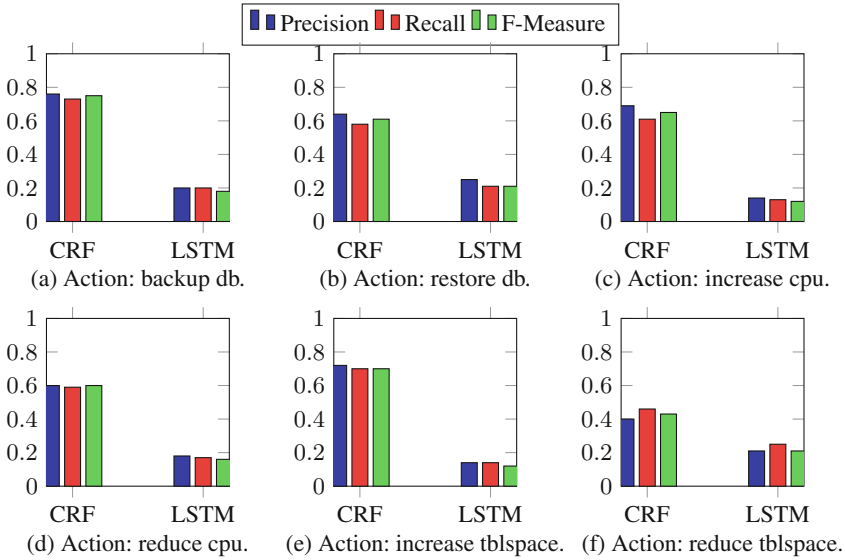 Precision Recall F-Measure
1 1 1
0.8 0.8 0.8
0.6 0.6 0.6
0.4 0.4 0.4
0.2 0.2 0.2
0 0 0
CRF LSTM CRF LSTM CRF LSTM
(a) Action: backup db. (b) Action: restore db. (c) Action: increase cpu.
1 1 1
0.8 0.8 0.8
0.6 0.6 0.6
0.4 0.4 0.4
0.2 0.2 0.2
0 0 0
CRF LSTM CRF LSTM CRF LSTM
(d) Action: reduce cpu. (e) Action: increase tblspace. (f) Action: reduce tblspace.